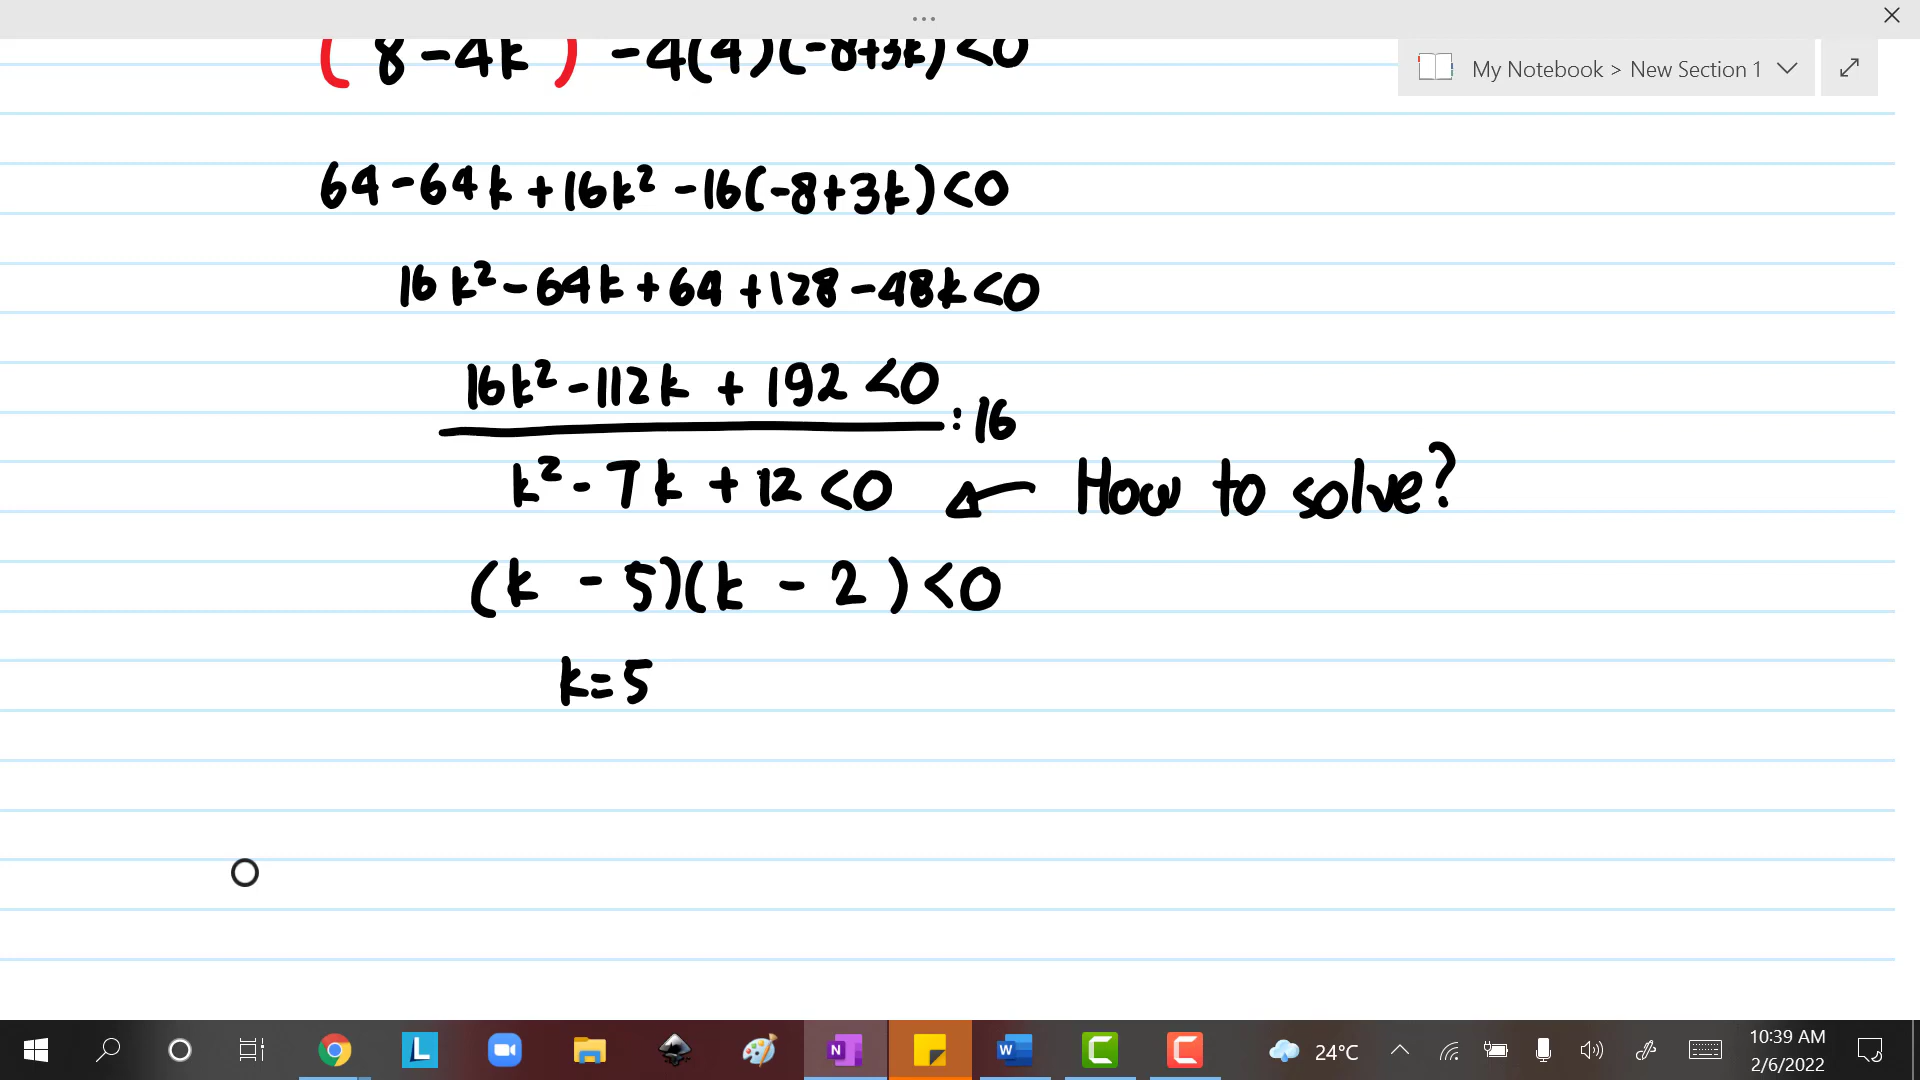 My Notebook > New Section 1
( 8 - 4k ) - 4(4)(-8+3k) <0
64 - 64k + 16k² - 16(-8+3k) <0
16k² - 64k + 64 + 128 - 48k <0
16k² - 112k + 192 <0
: 16
k² - 7k + 12 <0 How to solve?
(k - 5)(k - 2) <0
k = 5
24°C
10:39 AM
2/6/2022